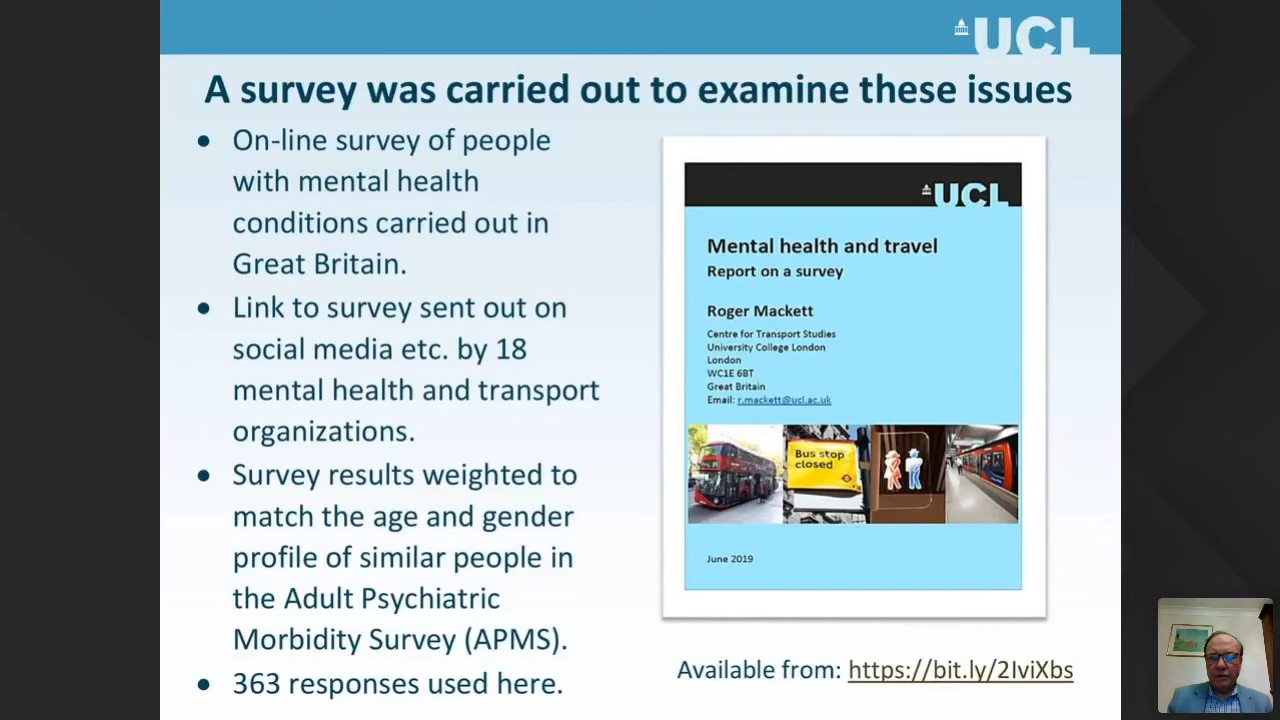 UCL
A survey was carried out to examine these issues
• On-line survey of people
with mental health
conditions carried out in
Great Britain.
• Link to survey sent out on
social media etc. by 18
mental health and transport
organizations.
• Survey results weighted to
match the age and gender
profile of similar people in
the Adult Psychiatric
Morbidity Survey (APMS).
• 363 responses used here.
UCL
Mental health and travel
Report on a survey
Roger Mackett
Centre for Transport Studies
University College London
London
WC1E 6BT
Great Britain
Email: r.mackett@ucl.ac.uk
Bus stop
closed
June 2019
Available from: https://bit.ly/2IviXbs